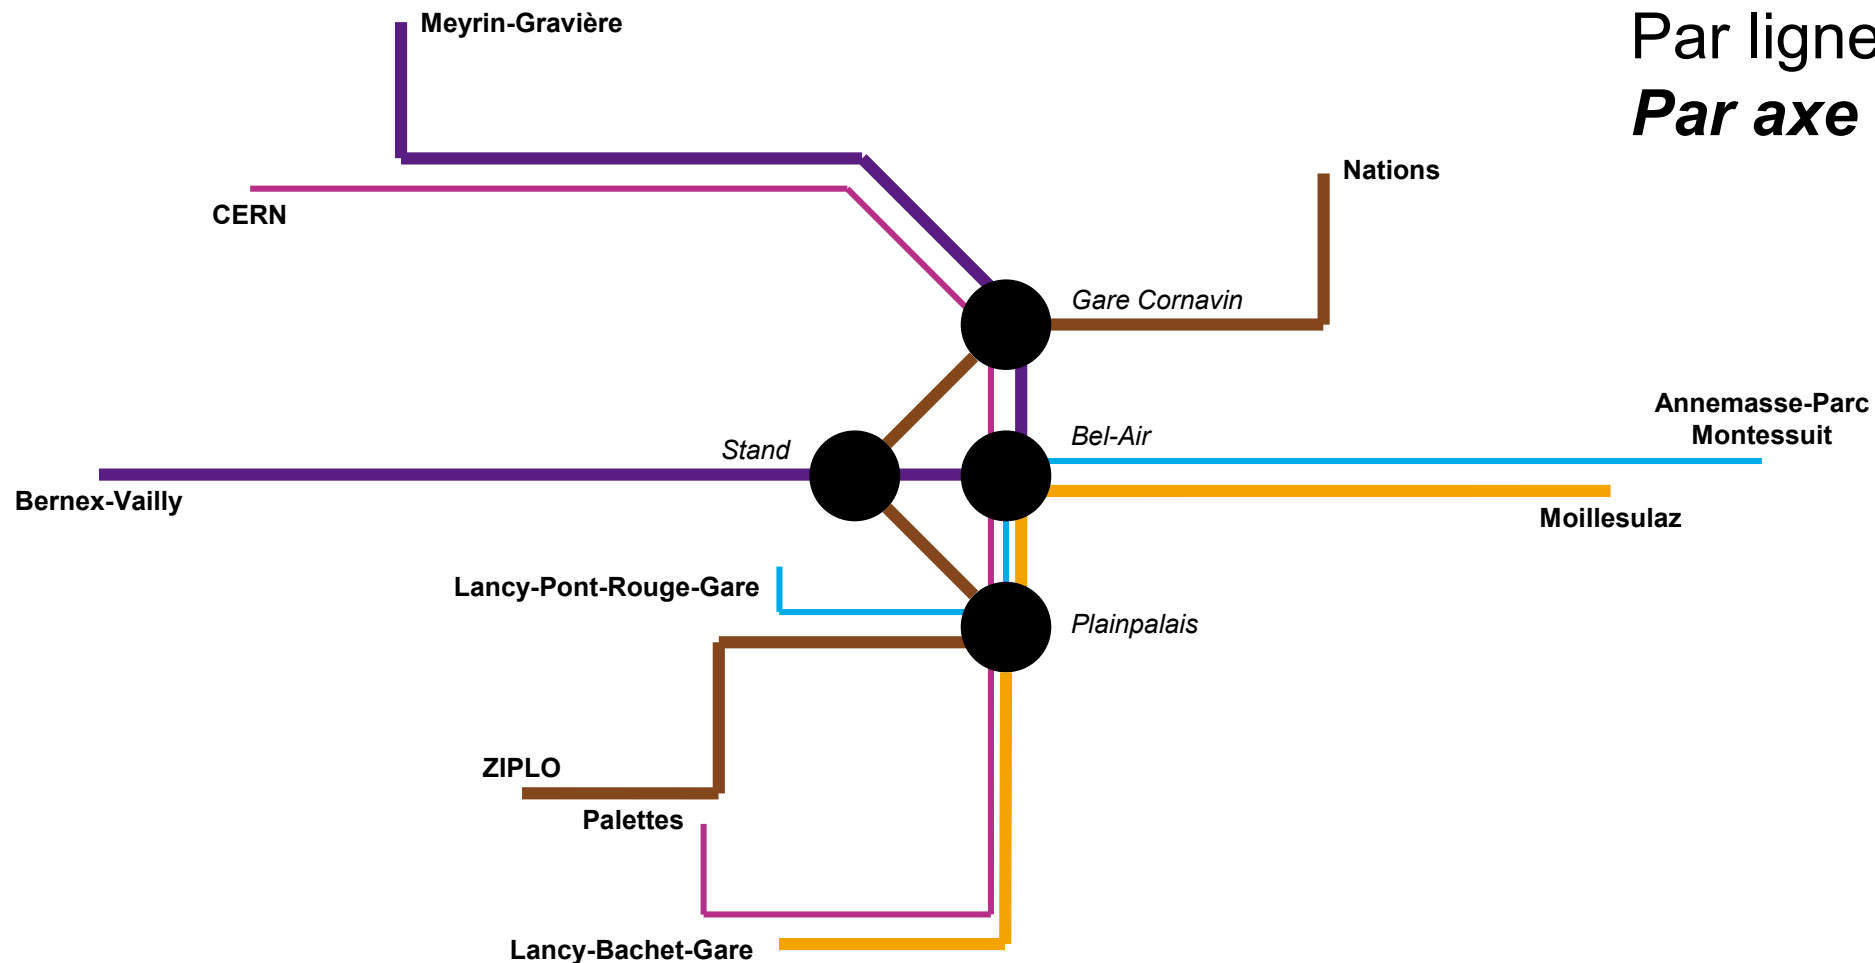 Meyrin-Gravière
Par ligne
Par axe
Nations
CERN
Gare Cornavin
Annemasse-Parc
Montessuit
Stand
Bel-Air
Bernex-Vailly
Moillesulaz
Lancy-Pont-Rouge-Gare
Plainpalais
ZIPLO
Palettes
Lancy-Bachet-Gare